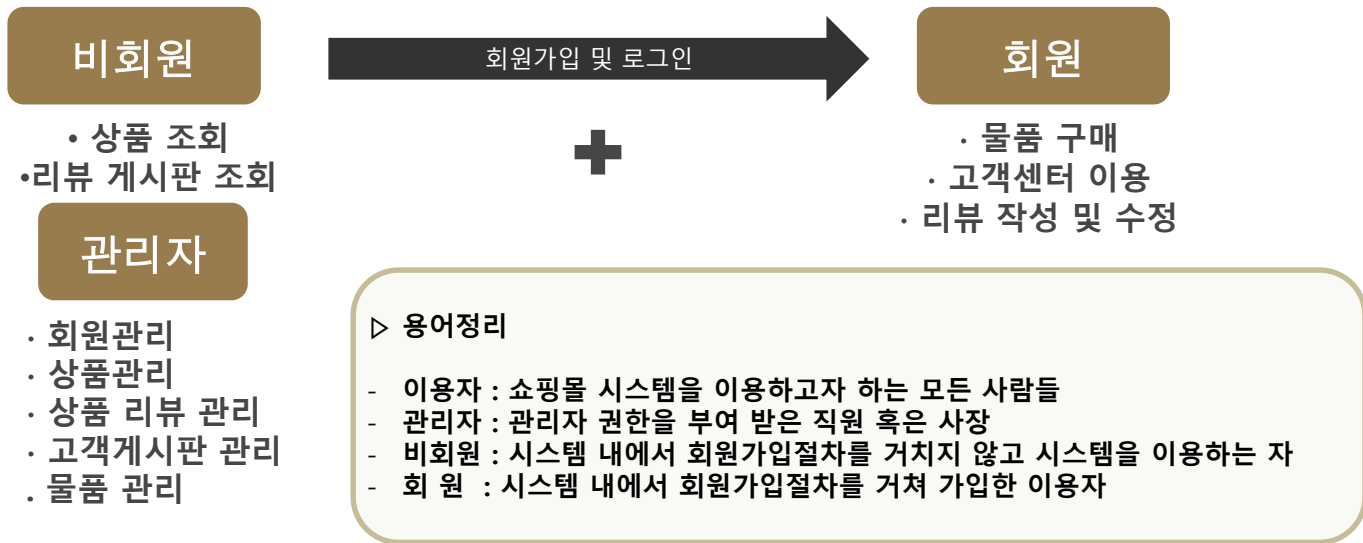 비회원
회원가입 및 로그인
회원
• 상품 조회
•리뷰 게시판 조회
· 물품 구매
· 고객센터 이용
· 리뷰 작성 및 수정
관리자
· 회원관리
· 상품관리
· 상품 리뷰 관리
· 고객게시판 관리
. 물품 관리
▷ 용어정리
- 이용자 : 쇼핑몰 시스템을 이용하고자 하는 모든 사람들
- 관리자 : 관리자 권한을 부여 받은 직원 혹은 사장
- 비회원 : 시스템 내에서 회원가입절차를 거치지 않고 시스템을 이용하는 자
- 회 원 : 시스템 내에서 회원가입절차를 거쳐 가입한 이용자